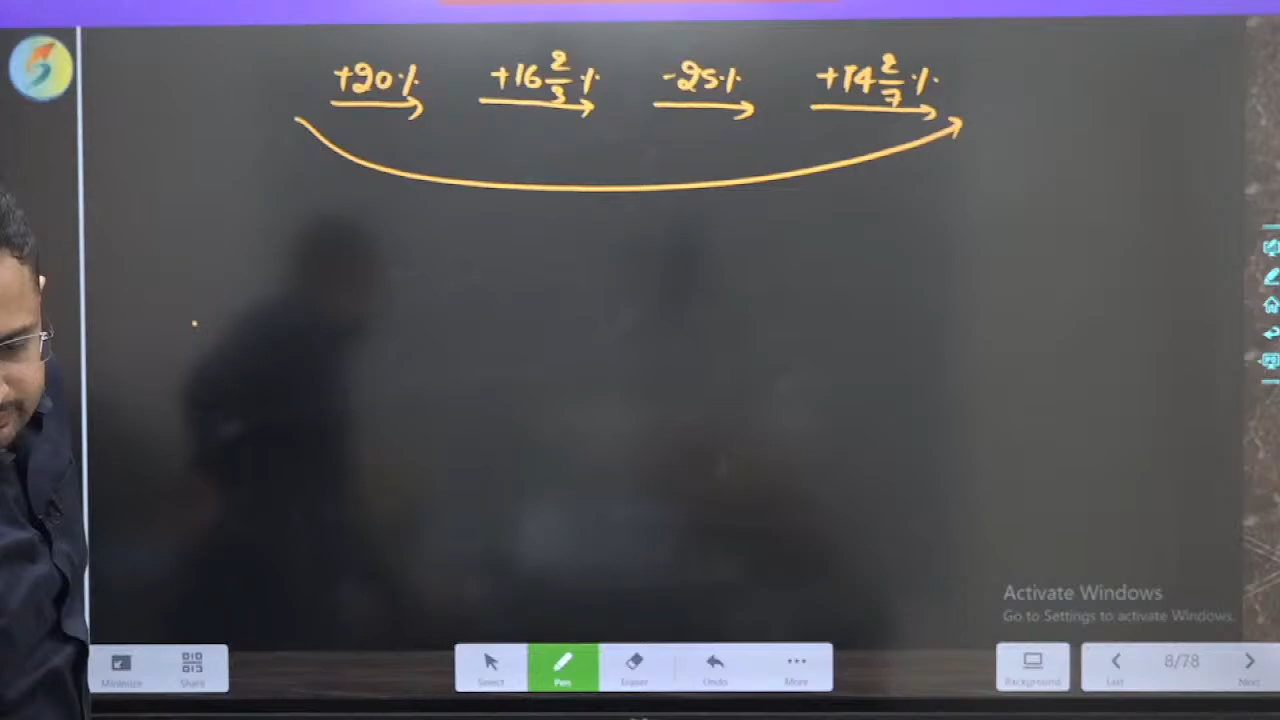 +20% +16 2/3 % -25% +14 2/7 %
Activate Windows
Go to Settings to activate Windows.
Minimize Share Select Pen Eraser Undo More Background Last 8/78 Next